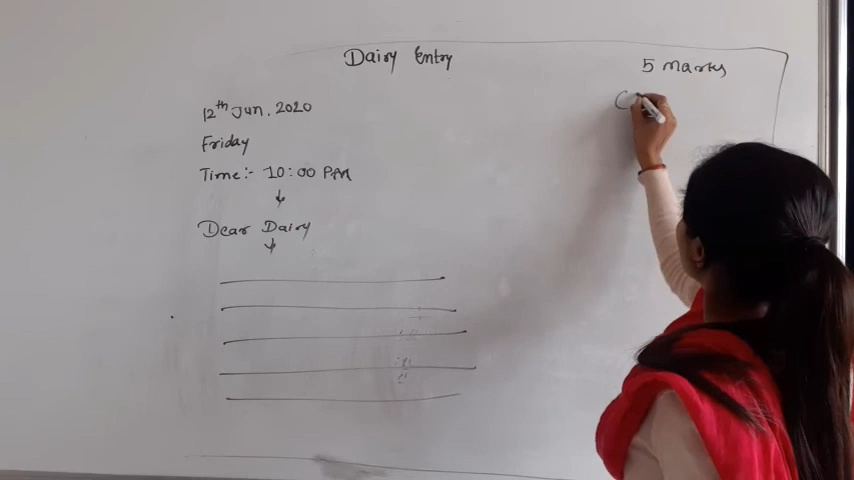 Dairy Entry
5 Marks
12th Jun, 2020
Friday
Time:- 10:00 PM
Dear Dairy